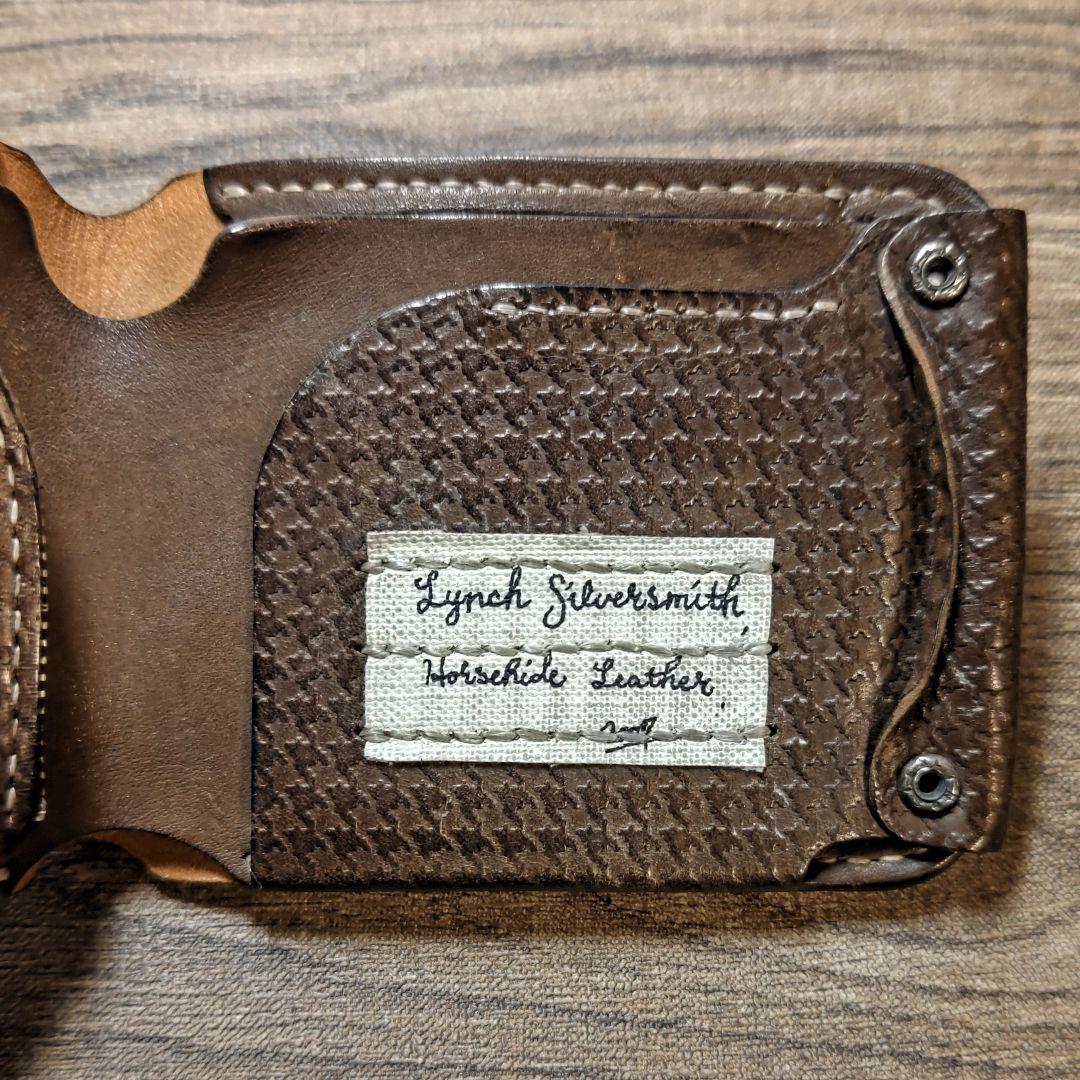 Lynch Silversmith,
Horsehide Leather,